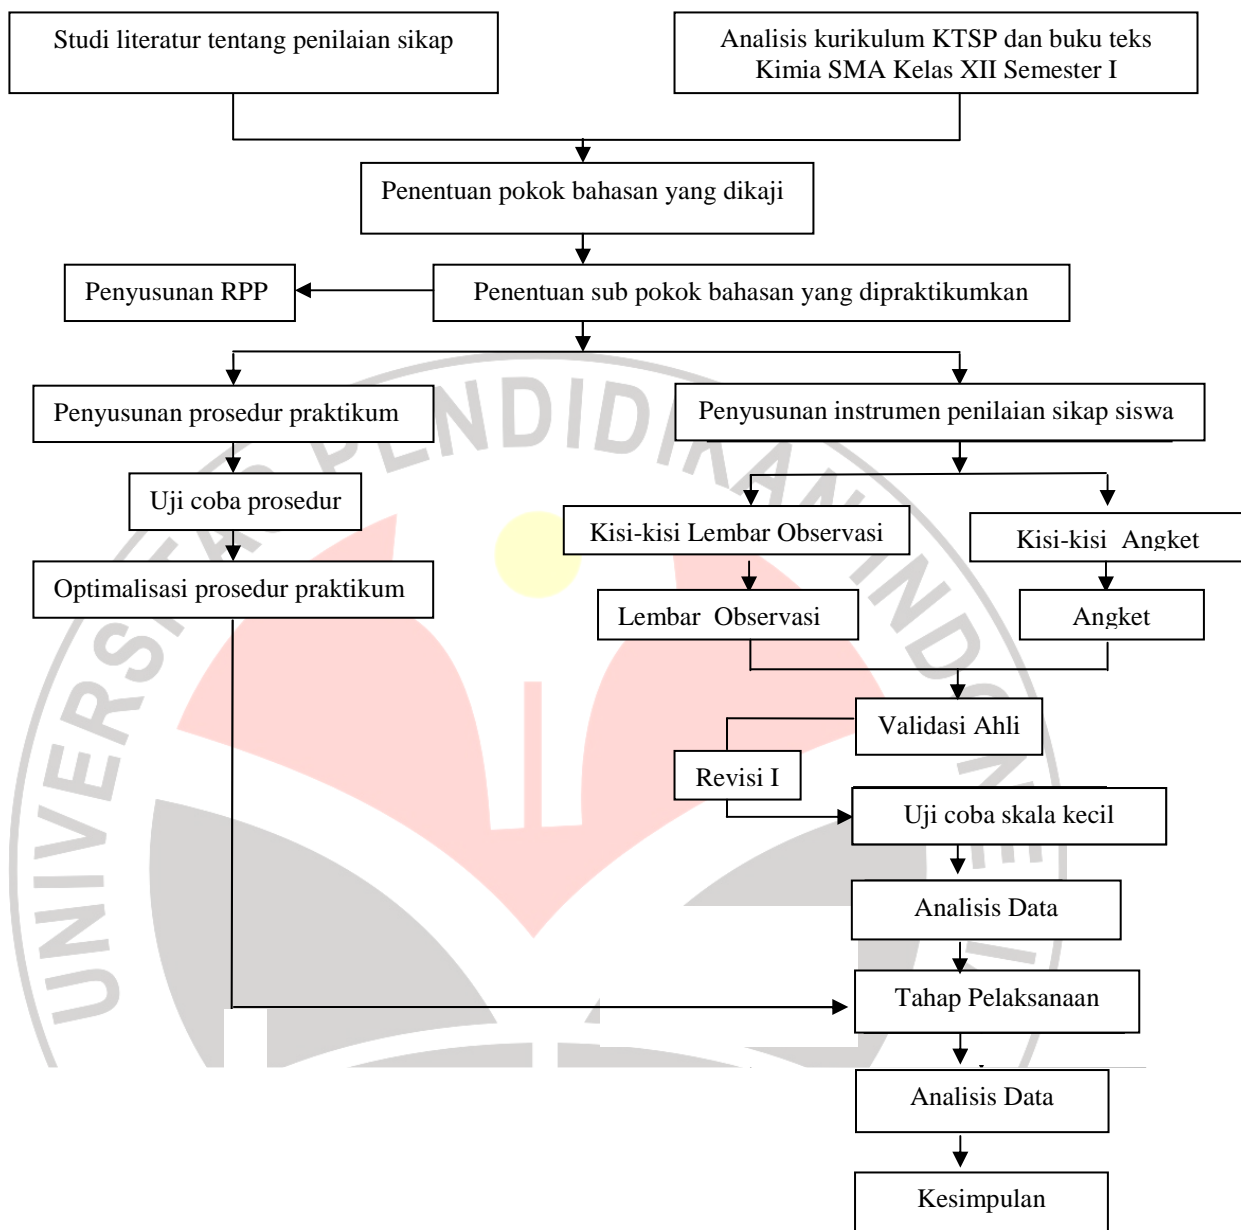 Studi literatur tentang penilaian sikap
Analisis kurikulum KTSP dan buku teks
Kimia SMA Kelas XII Semester I
Penentuan pokok bahasan yang dikaji
Penyusunan RPP
Penentuan sub pokok bahasan yang dipraktikumkan
Penyusunan prosedur praktikum
Penyusunan instrumen penilaian sikap siswa
Uji coba prosedur
Kisi-kisi Lembar Observasi
Kisi-kisi Angket
Optimalisasi prosedur praktikum
Lembar Observasi
Angket
Validasi Ahli
Revisi I
Uji coba skala kecil
Analisis Data
Tahap Pelaksanaan
Analisis Data
Kesimpulan
UNIVERSITAS PENDIDIKAN INDONESIA